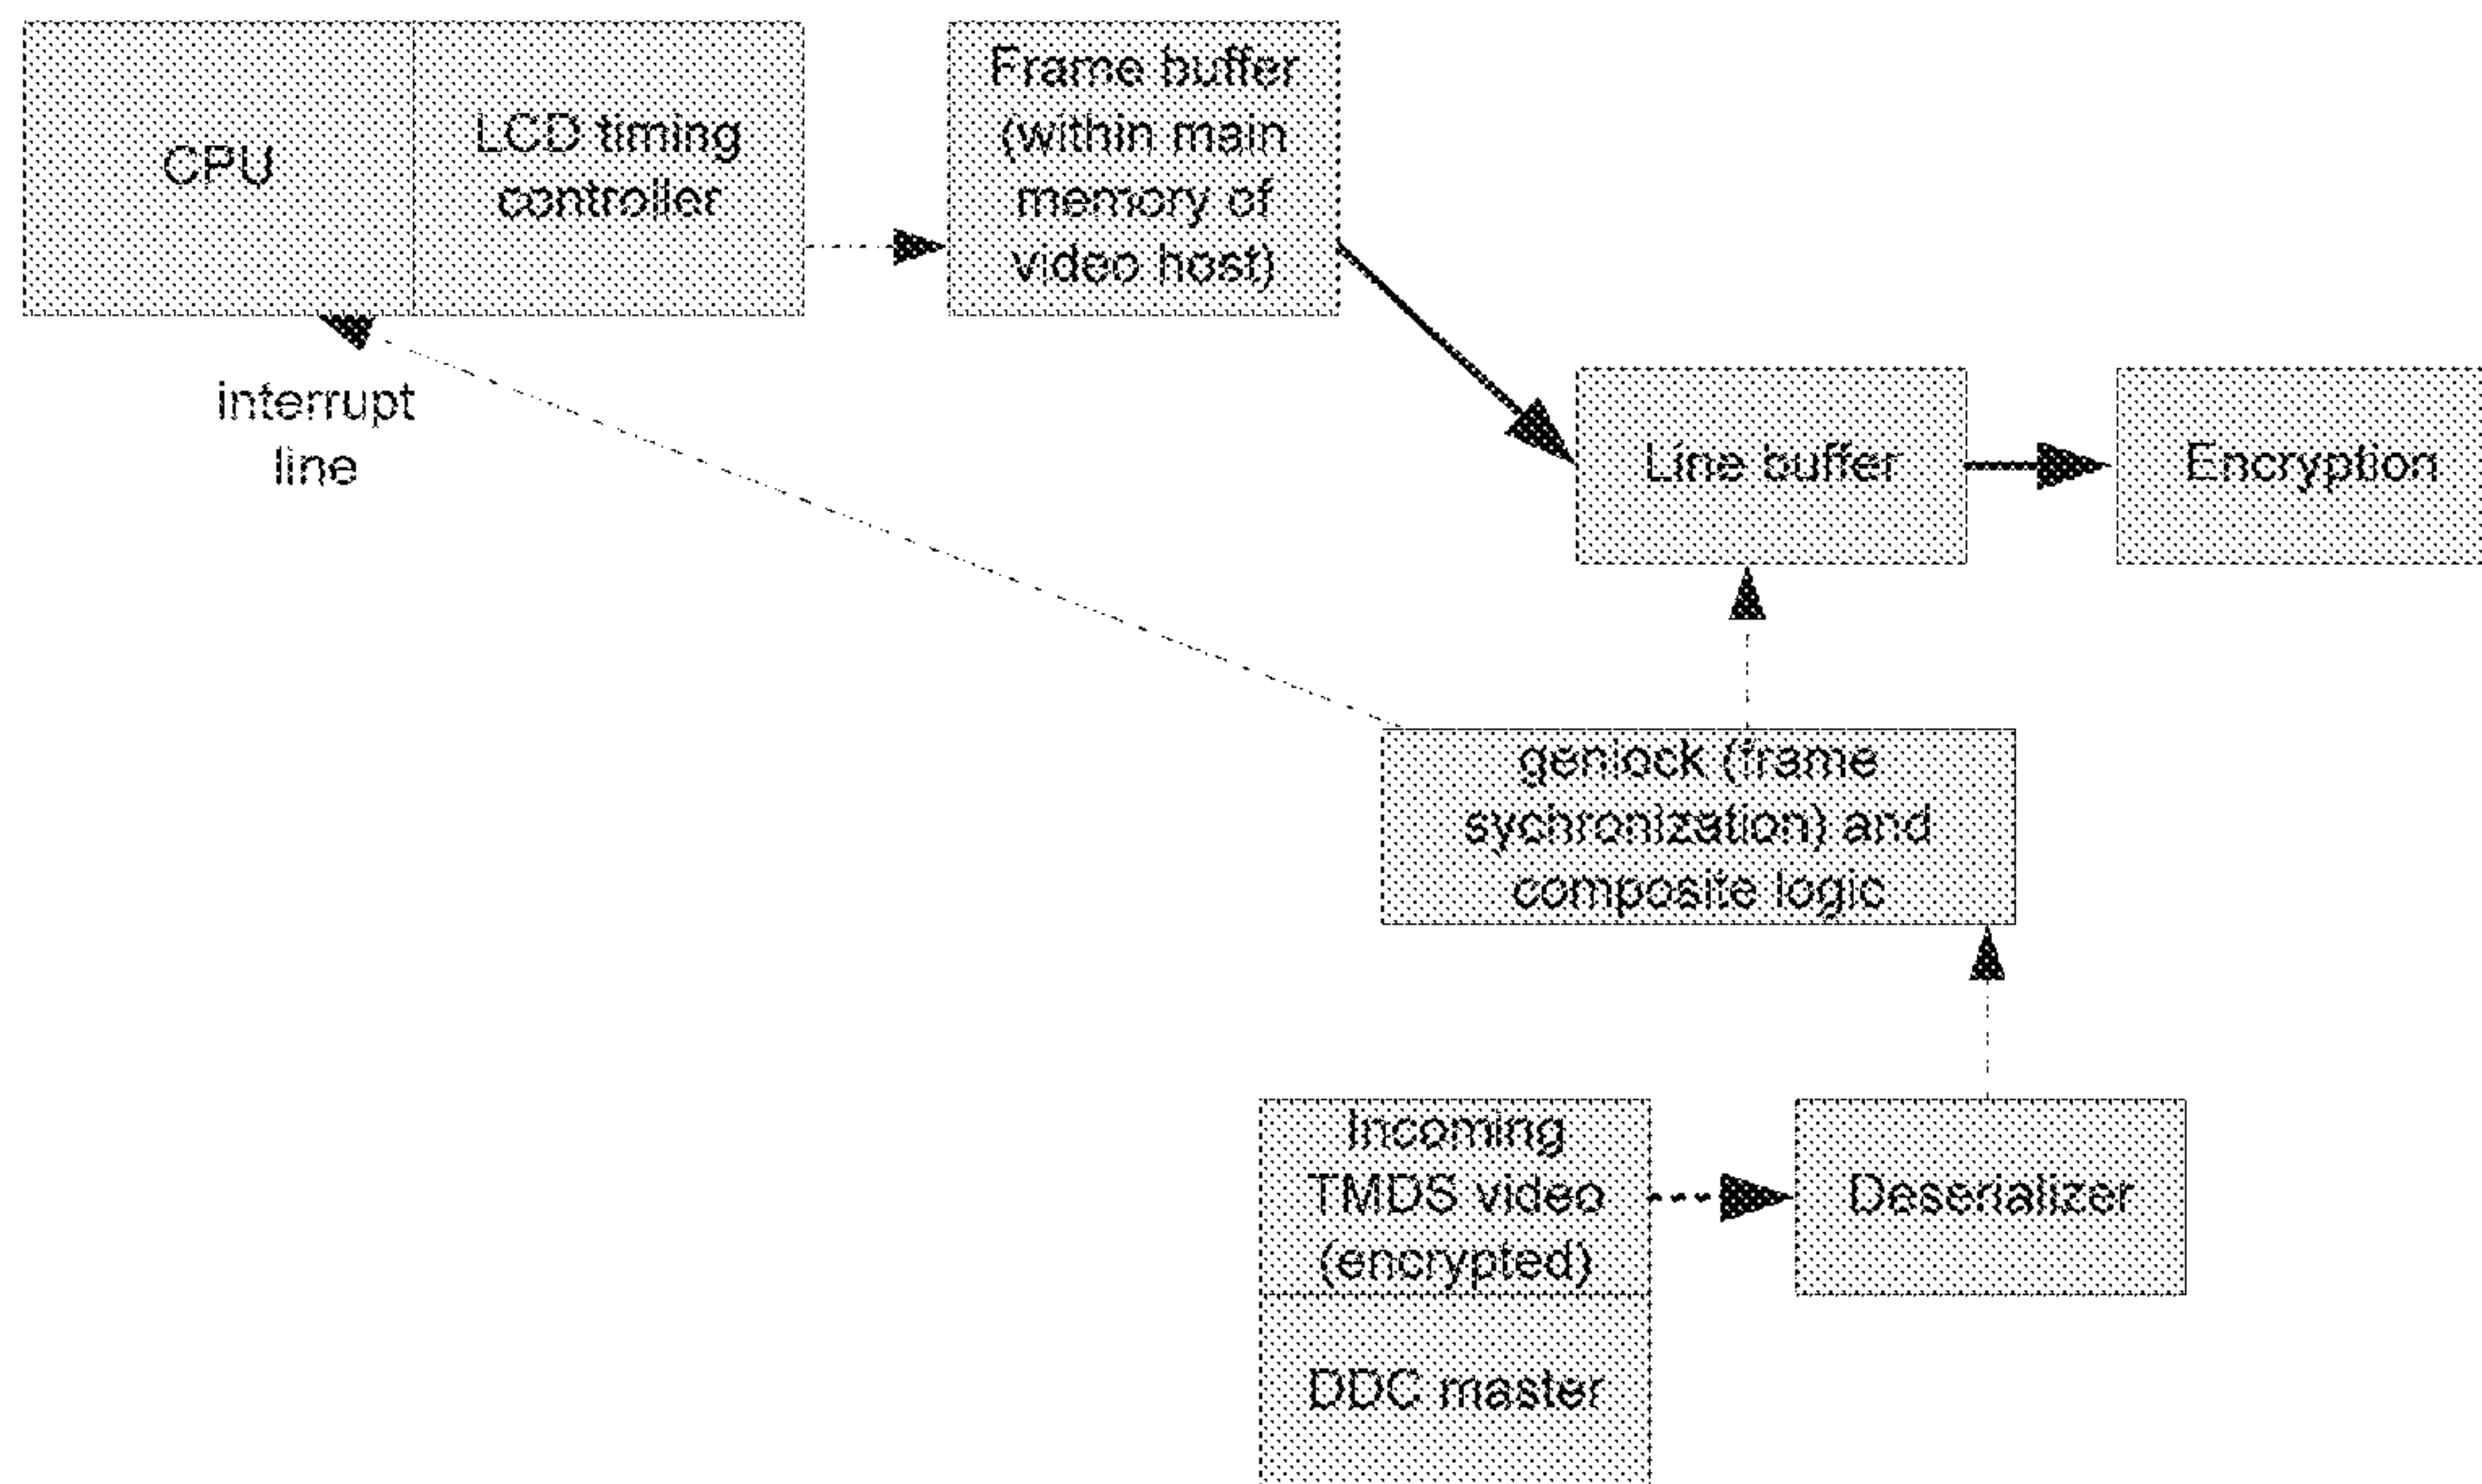 CPU
LCD timing
controller
Frame buffer
(within main
memory of
video host)
interrupt
line
Line buffer
Encryption
genlock (frame
sychronization) and
composite logic
Incoming
TMDS video
(encrypted)
Deserializer
DDC master